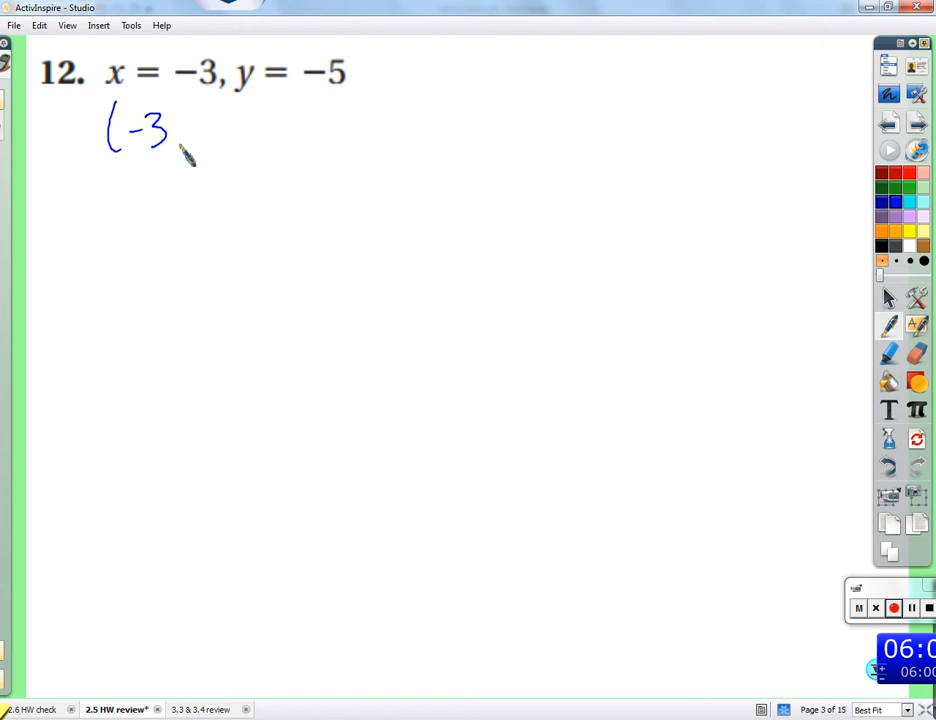 ActivInspire - Studio
File Edit View Insert Tools Help
12. x = −3, y = −5
(-3
M
06:0
06:00
2.6 HW check 2.5 HW review* 3.3 & 3.4 review
Page 3 of 15 Best Fit